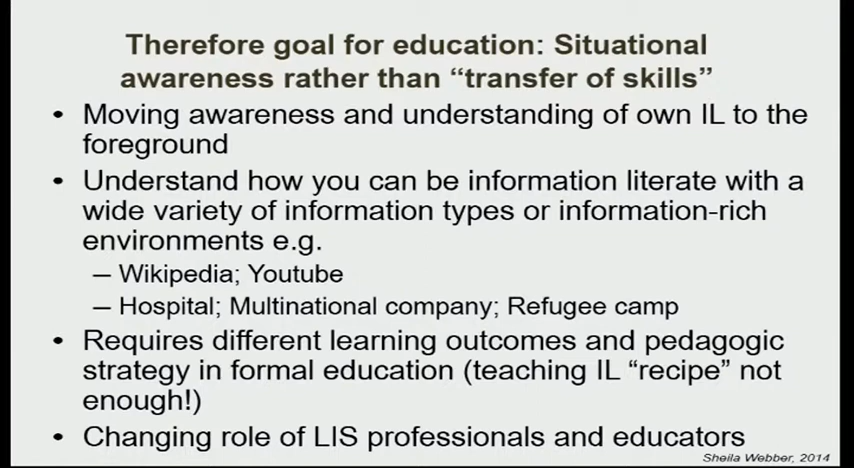 Therefore goal for education: Situational
awareness rather than “transfer of skills”
• Moving awareness and understanding of own IL to the
foreground
• Understand how you can be information literate with a
wide variety of information types or information-rich
environments e.g.
– Wikipedia; Youtube
– Hospital; Multinational company; Refugee camp
• Requires different learning outcomes and pedagogic
strategy in formal education (teaching IL “recipe” not
enough!)
• Changing role of LIS professionals and educators
Sheila Webber, 2014